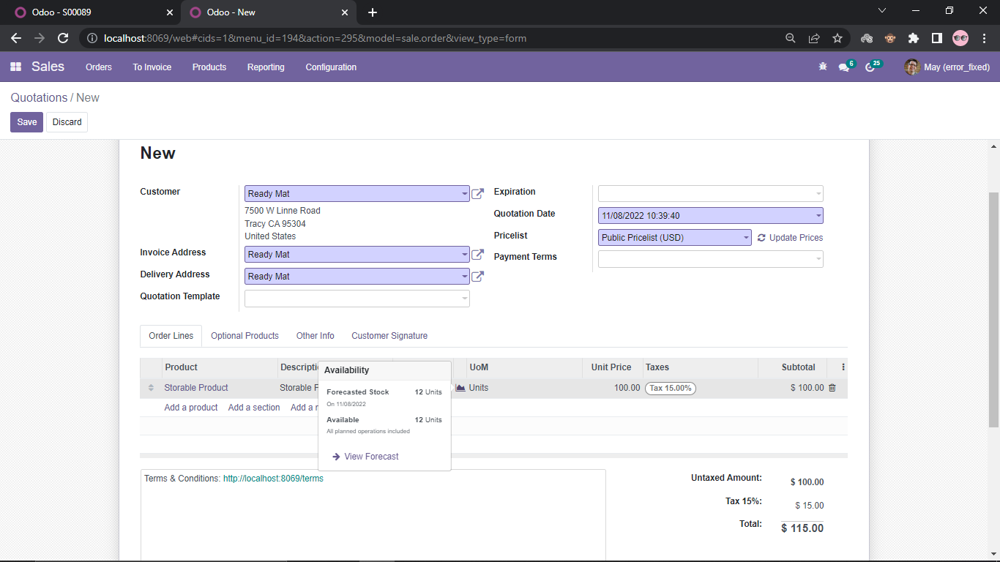 Odoo - S00089
Odoo - New
localhost:8069/web#cids=1&menu_id=194&action=295&model=sale.order&view_type=form
Sales Orders To Invoice Products Reporting Configuration 6 25 May (error_fixed)
Quotations / New
Save Discard
New
Customer Ready Mat
7500 W Linne Road
Tracy CA 95304
United States
Invoice Address Ready Mat
Delivery Address Ready Mat
Quotation Template
Expiration
Quotation Date 11/08/2022 10:39:40
Pricelist Public Pricelist (USD) Update Prices
Payment Terms
Order Lines Optional Products Other Info Customer Signature
Product Descripti UoM Unit Price Taxes Subtotal
Storable Product Storable Units 100.00 Tax 15.00% $ 100.00
Add a product Add a section Add a
Availability
Forecasted Stock 12 Units
On 11/08/2022
Available 12 Units
All planned operations included
View Forecast
Terms & Conditions: http://localhost:8069/terms
Untaxed Amount: $ 100.00
Tax 15%: $ 15.00
Total: $ 115.00